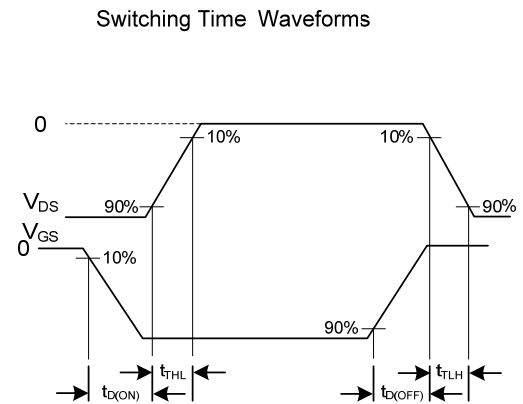 Switching Time Waveforms
0
10%
10%
VDS
90%
90%
VGS
0
10%
90%
tTHL
tTLH
tD(ON)
tD(OFF)